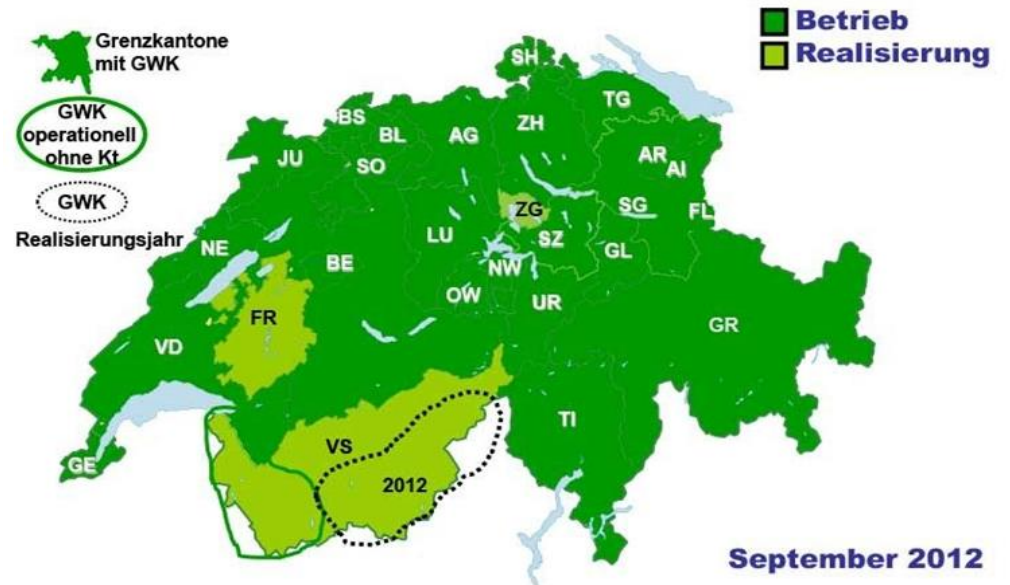 Betrieb
Realisierung
Grenzkantone
mit GWK
GWK
operationell
ohne Kt
GWK
Realisierungsjahr
SH
TG
BS
BL
AG
ZH
JU
SO
AR
AI
ZG
SG
FL
NE
LU
SZ
GL
BE
NW
OW
UR
FR
GR
VD
TI
VS
GE
2012
September 2012